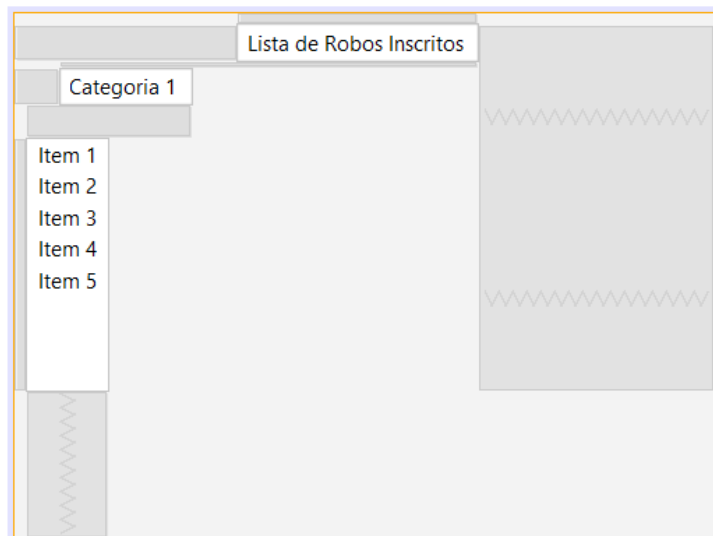 Lista de Robos Inscritos
Categoria 1
Item 1
Item 2
Item 3
Item 4
Item 5